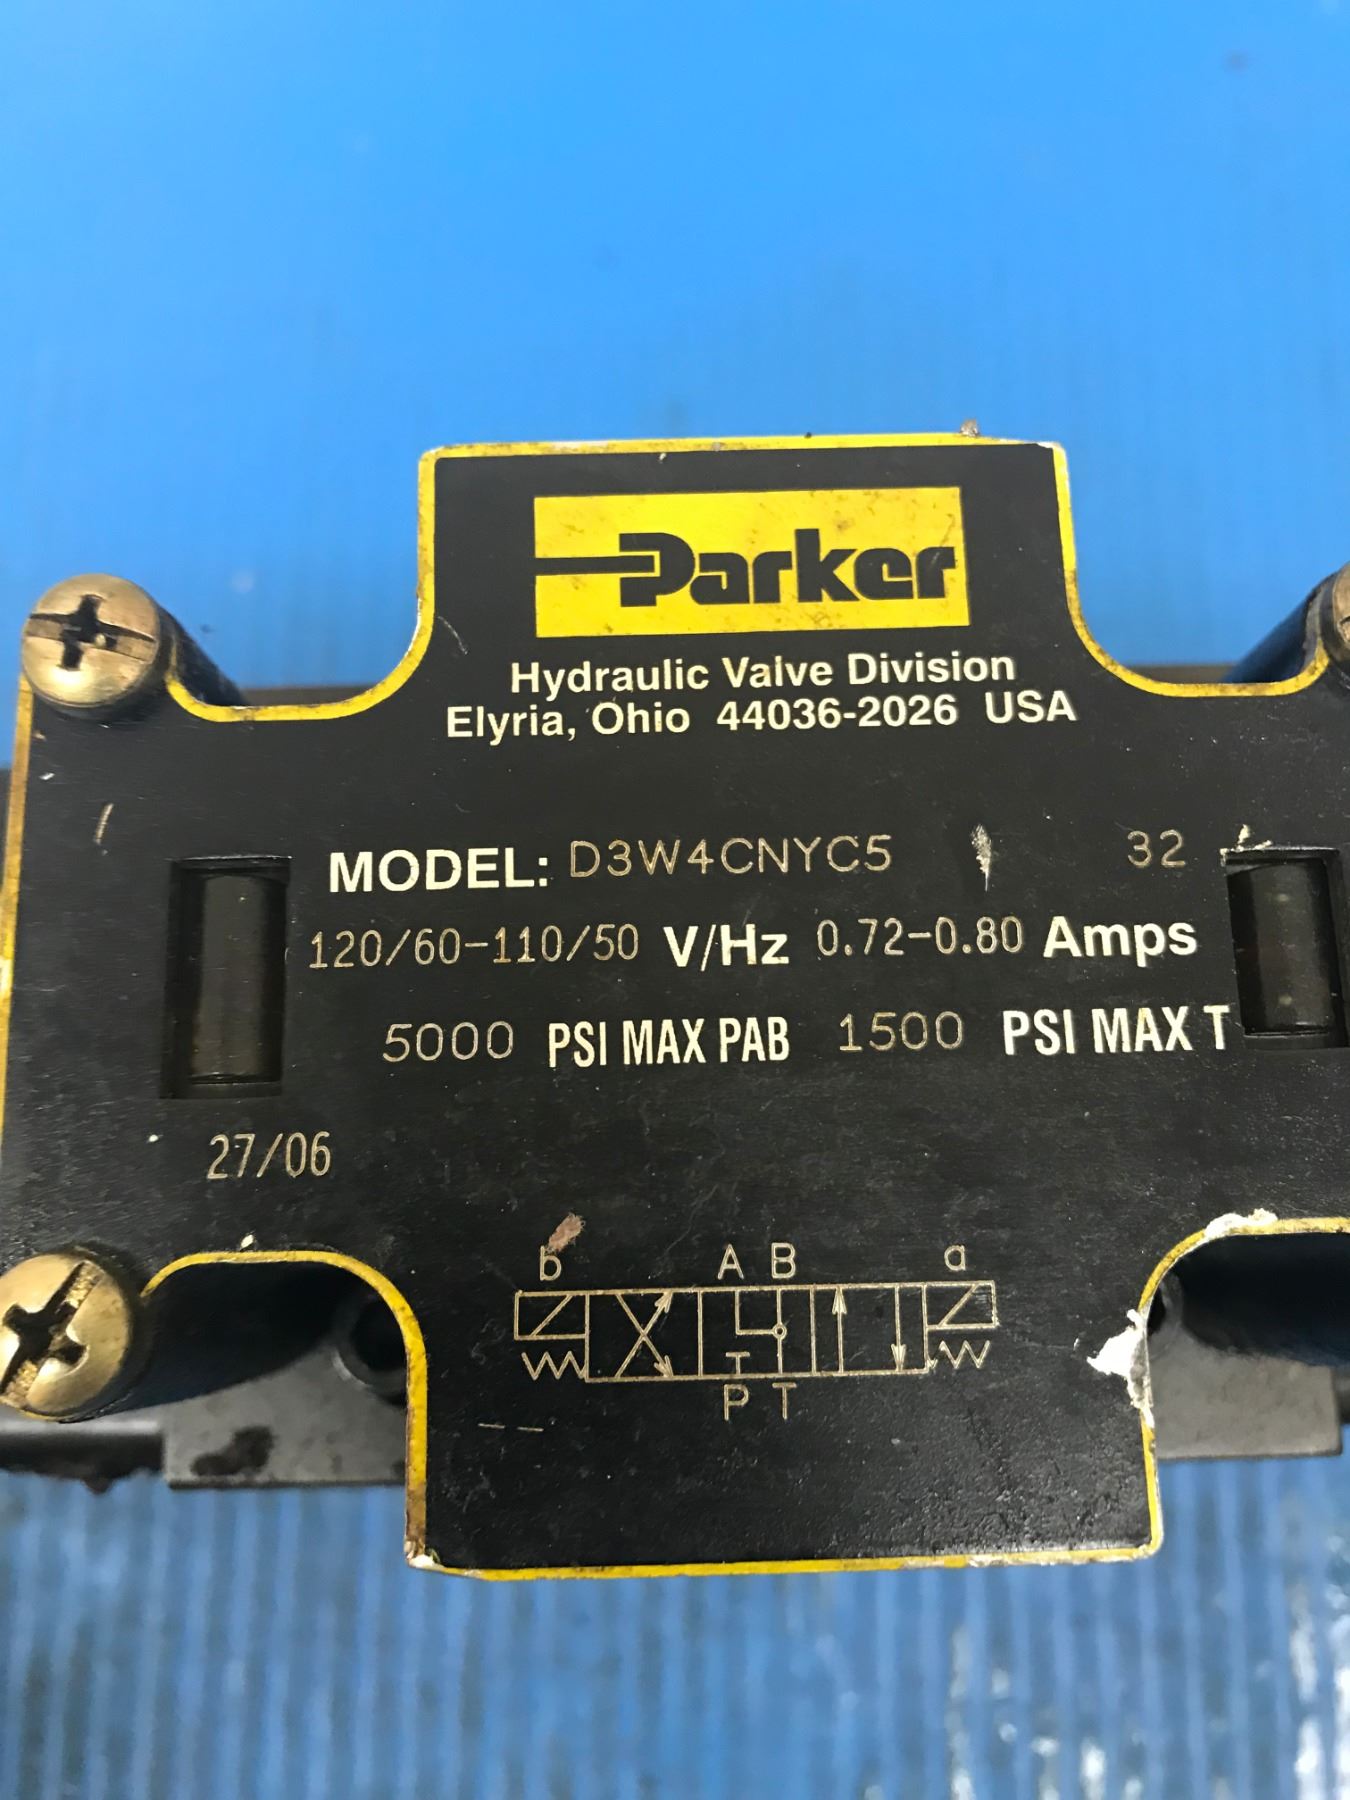 Parker
Hydraulic Valve Division
Elyria, Ohio 44036-2026 USA
MODEL: D3W4CNYC5 32
120/60-110/50 V/Hz 0.72-0.80 Amps
5000 PSI MAX PAB 1500 PSI MAX T
27/06
b A B a
P T